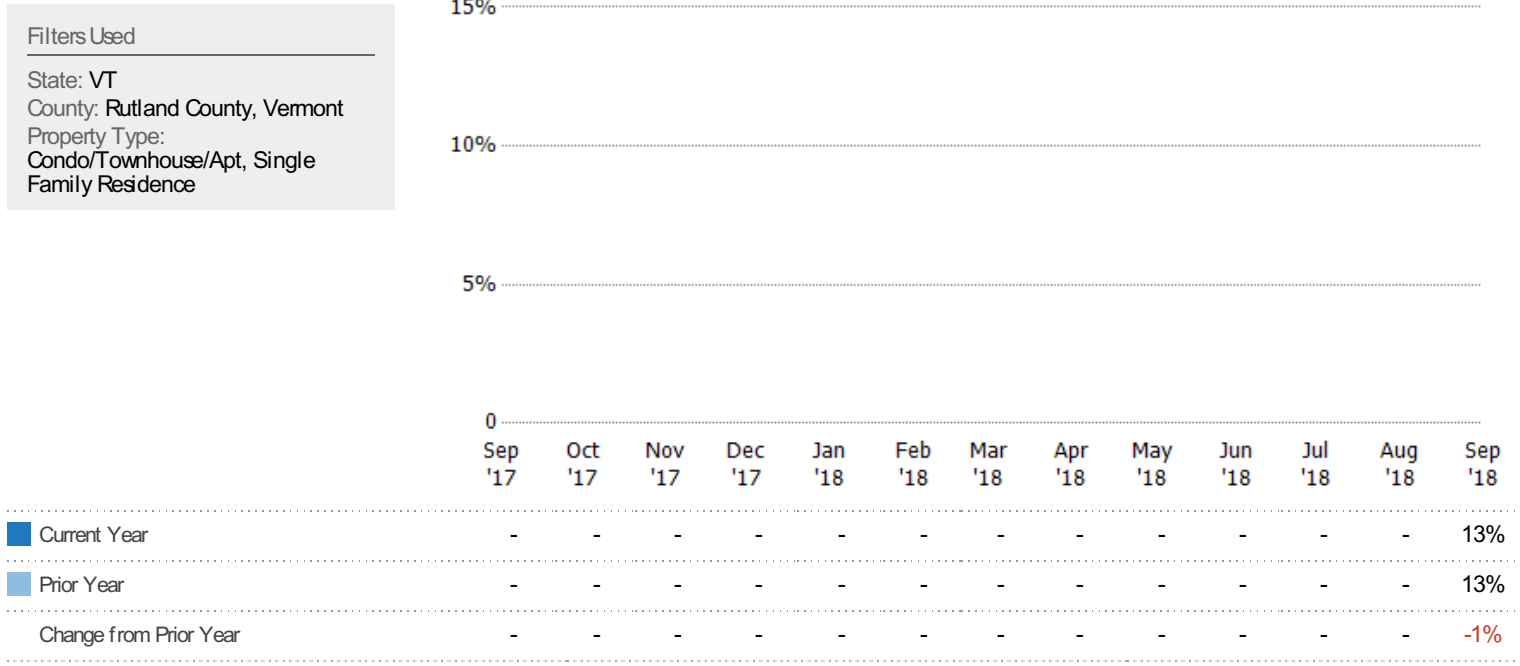 Filters Used
State: VT
County: Rutland County, Vermont
Property Type:
Condo/Townhouse/Apt, Single
Family Residence
15%
10%
5%
0
Sep Oct Nov Dec Jan Feb Mar Apr May Jun Jul Aug Sep
'17 '17 '17 '17 '18 '18 '18 '18 '18 '18 '18 '18 '18
Current Year - - - - - - - - - - - - 13%
Prior Year - - - - - - - - - - - - 13%
Change from Prior Year - - - - - - - - - - - - -1%